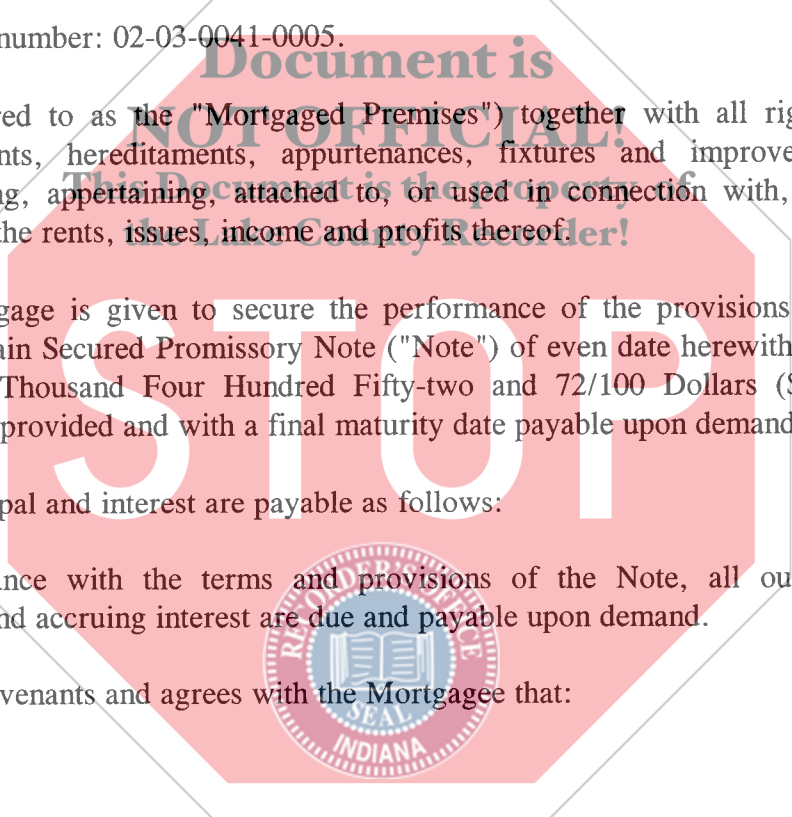 number: 02-03-0041-0005.
Document is
ed to as the "Mortgaged Premises") together with all rig
NOT OFFICIAL!
nts, hereditaments, appurtenances, fixtures and improve
This Document is the property of
ng, appertaining, attached to, or used in connection with,
the rents, issues, income and profits thereof.
the Lake County Recorder!
gage is given to secure the performance of the provisions
ain Secured Promissory Note ("Note") of even date herewith
Thousand Four Hundred Fifty-two and 72/100 Dollars ($
provided and with a final maturity date payable upon demand
STOP
pal and interest are payable as follows:
ance with the terms and provisions of the Note, all ou
nd accruing interest are due and payable upon demand.
RECORDER'S OFFICE
venants and agrees with the Mortgagee that:
SEAL
INDIANA